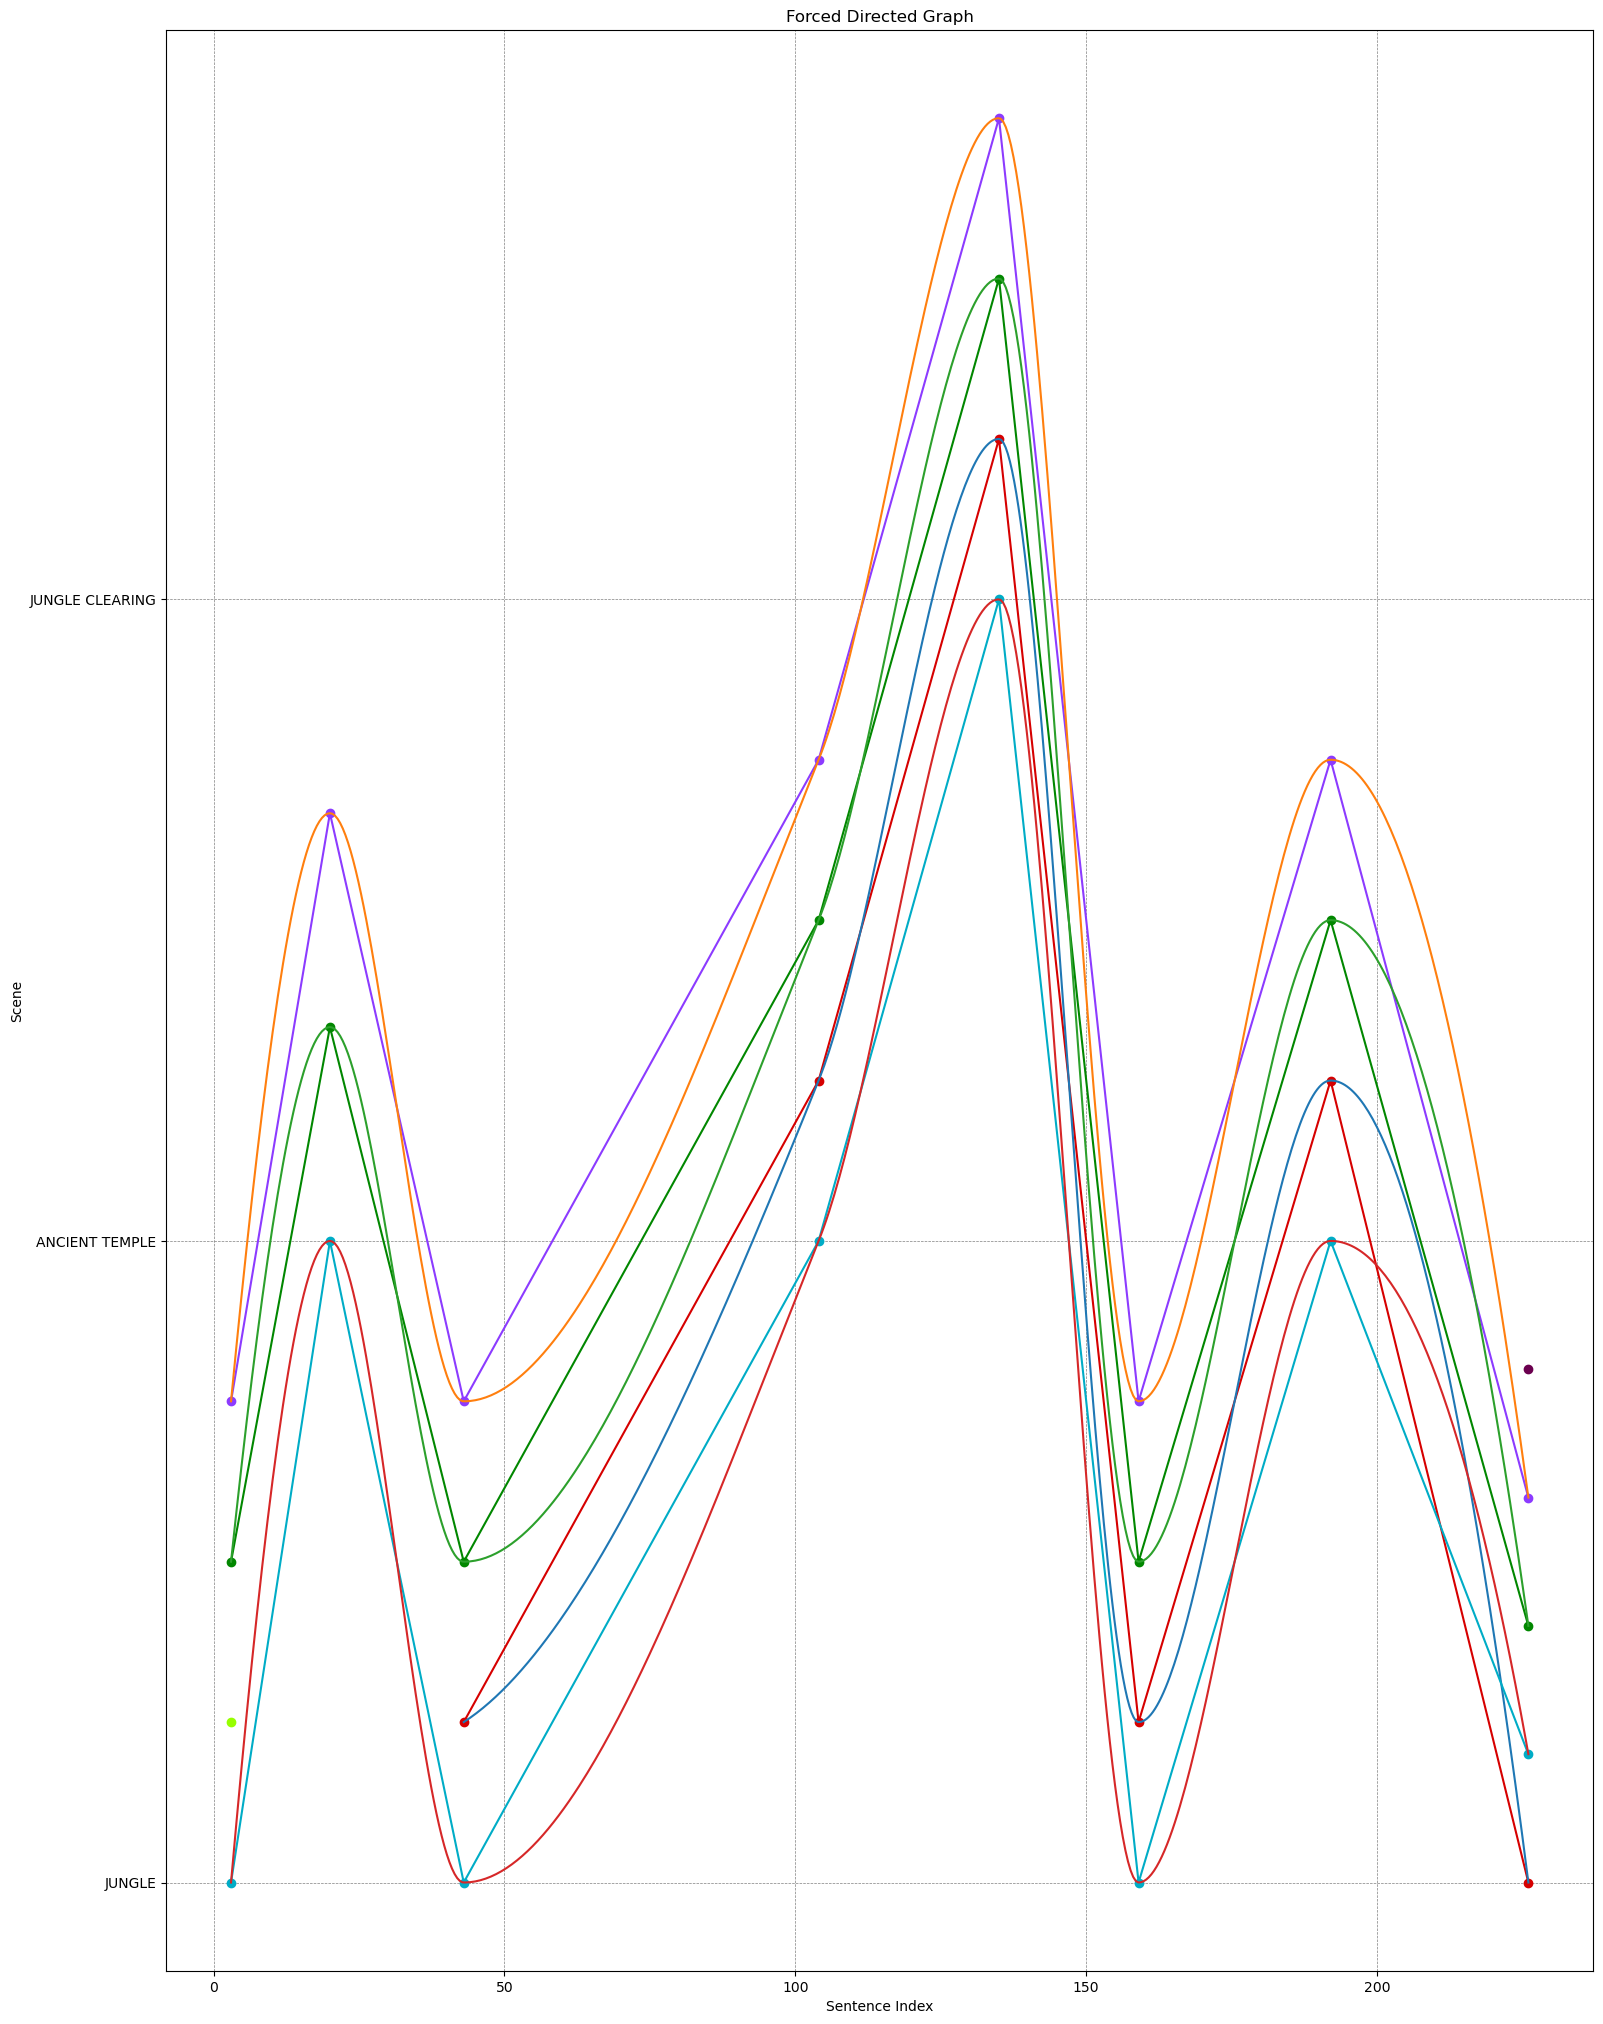 Forced Directed Graph
JUNGLE CLEARING
Scene
ANCIENT TEMPLE
JUNGLE
0
50
100
150
200
Sentence Index